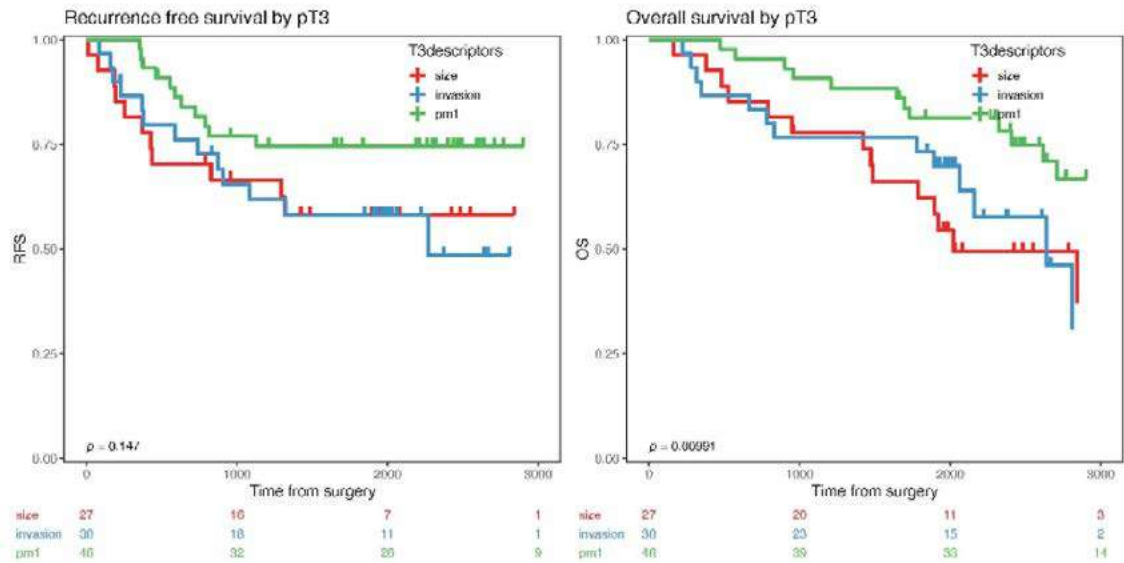 Recurrence free survival by pT3
1.00
0.75
0.50
0.25
0.00
RFS
T3descriptors
size
invasion
pm1
p = 0.147
0 1000 2000 3000
Time from surgery
size 27 16 7 1
invasion 30 18 11 1
pm1 46 32 26 9
Overall survival by pT3
1.00
0.75
0.50
0.25
0.00
OS
T3descriptors
size
invasion
pm1
p = 0.00991
0 1000 2000 3000
Time from surgery
size 27 20 11 3
invasion 30 23 15 2
pm1 46 39 33 14